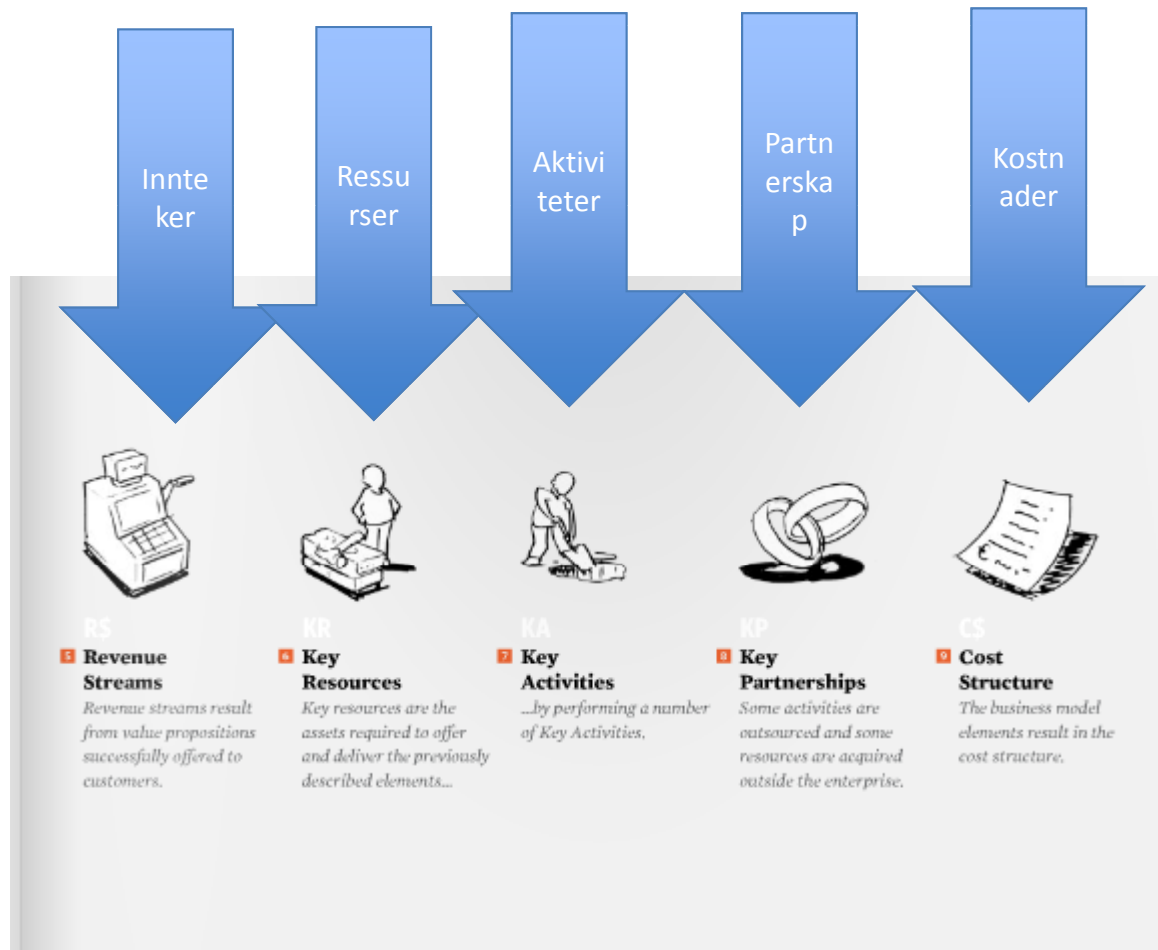 Innte
ker
Ressu
rser
Aktivi
teter
Partn
erska
p
Kostn
ader
R$
5 Revenue
Streams
Revenue streams result
from value propositions
successfully offered to
customers.
KR
6 Key
Resources
Key resources are the
assets required to offer
and deliver the previously
described elements...
KA
7 Key
Activities
...by performing a number
of Key Activities.
KP
8 Key
Partnerships
Some activities are
outsourced and some
resources are acquired
outside the enterprise.
C$
9 Cost
Structure
The business model
elements result in the
cost structure.